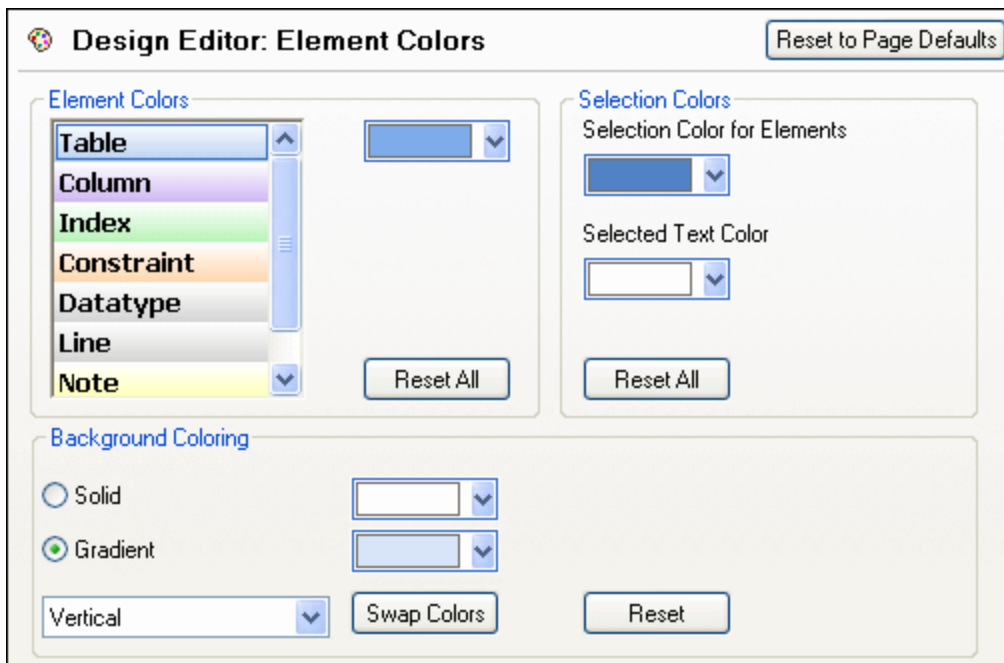 Design Editor: Element Colors
Reset to Page Defaults
Element Colors
Table
Column
Index
Constraint
Datatype
Line
Note
Reset All
Selection Colors
Selection Color for Elements
Selected Text Color
Reset All
Background Coloring
Solid
Gradient
Vertical
Swap Colors
Reset